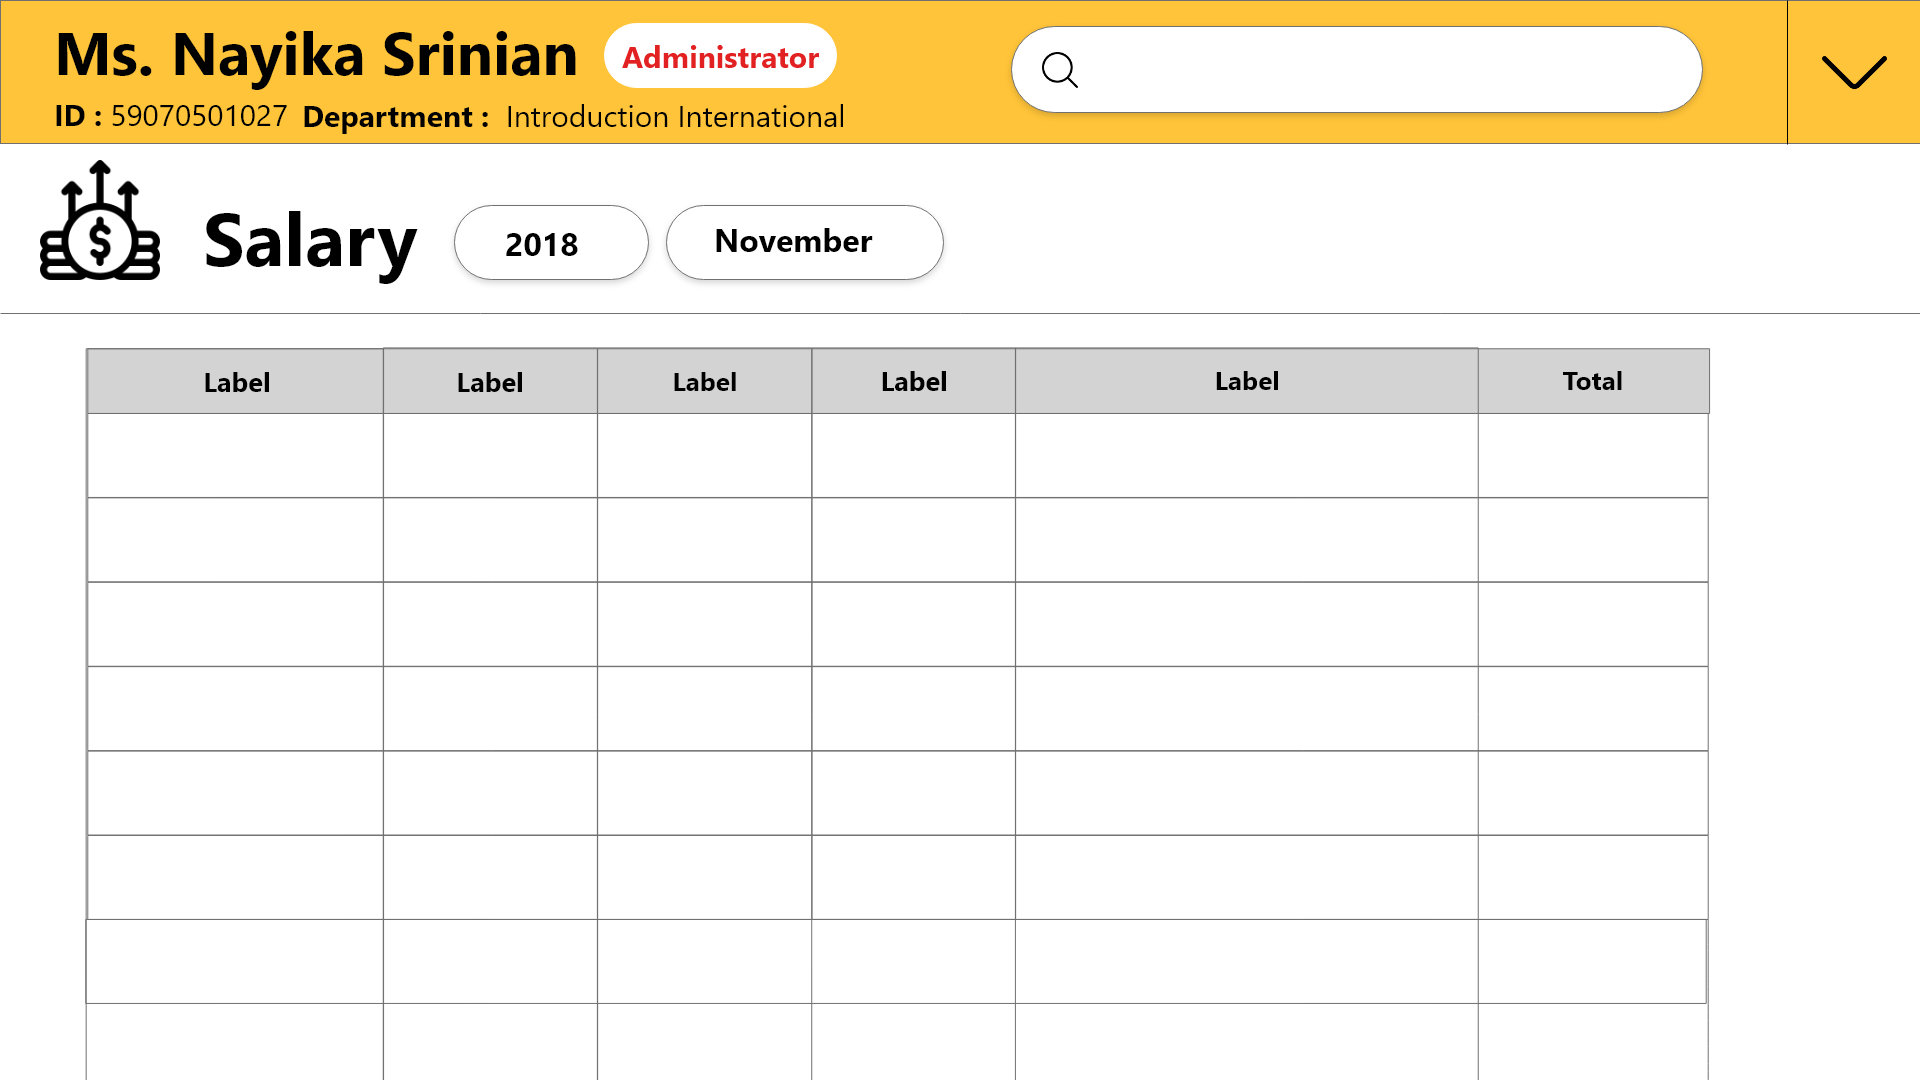 Ms. Nayika Srinian Administrator
ID : 59070501027 Department : Introduction International
$
Salary 2018 November
Label Label Label Label Label Total